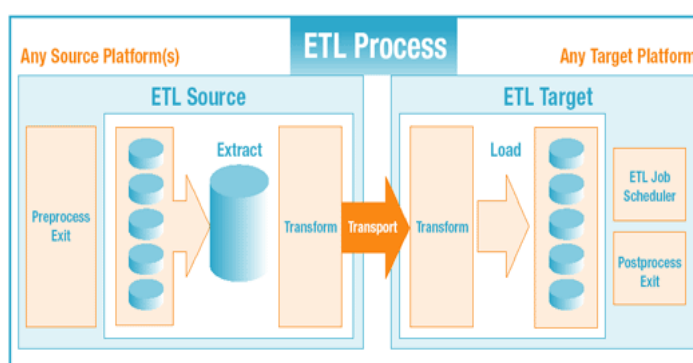 ETL Process
Any Source Platform(s)
Any Target Platform
ETL Source
ETL Target
Preprocess
Exit
Extract
Transform
Transport
Transform
Load
ETL Job
Scheduler
Postprocess
Exit